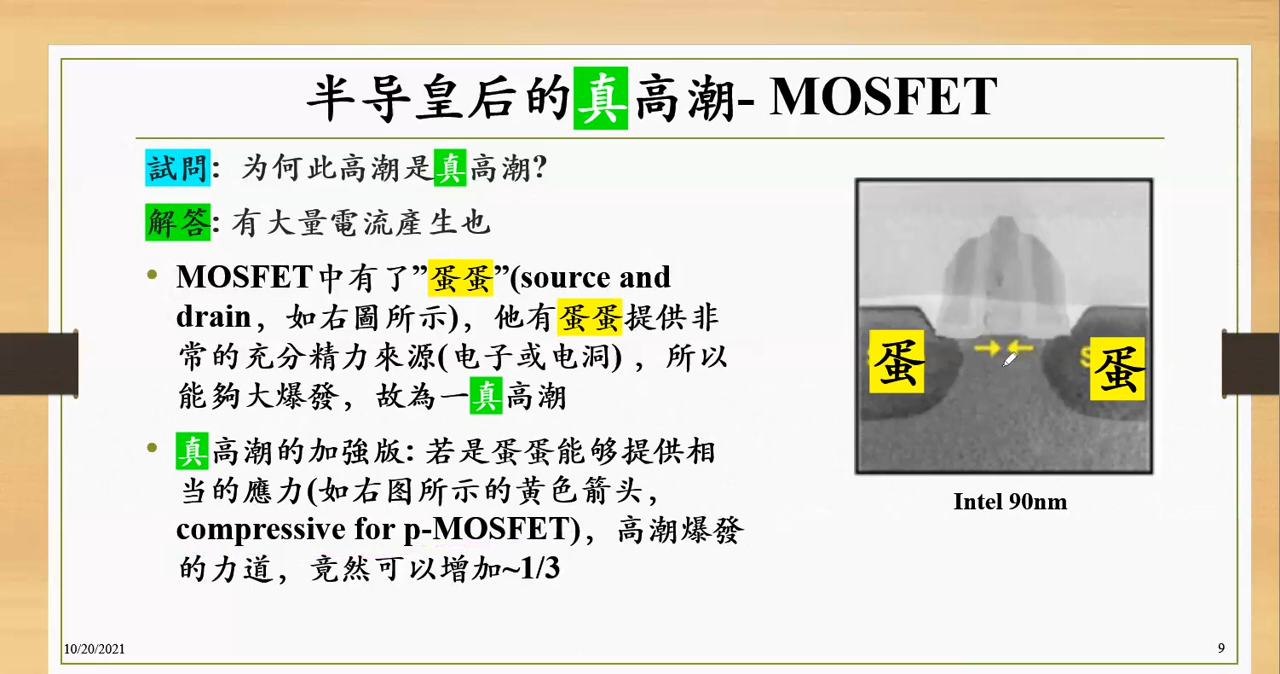 半导皇后的真高潮- MOSFET
試問: 为何此高潮是真高潮?
解答: 有大量電流產生也
• MOSFET中有了”蛋蛋”(source and
drain，如右圖所示)，他有蛋蛋提供非
常的充分精力來源(电子或电洞)，所以
能夠大爆發，故為一真高潮
• 真高潮的加強版: 若是蛋蛋能够提供相
当的應力(如右图所示的黄色箭头，
compressive for p-MOSFET)，高潮爆發
的力道，竟然可以增加~1/3
蛋
S蛋
Intel 90nm
10/20/2021
9